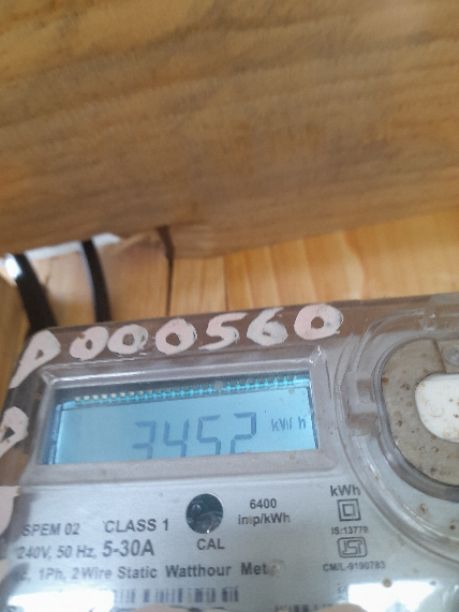 000560
3452 kWh
SPEM 02 CLASS 1
240V, 50 Hz, 5-30A
CAL
6400
imp/kWh
kWh
IS:13779
ISI
CM/L-9190783
1Ph, 2Wire Static Watthour